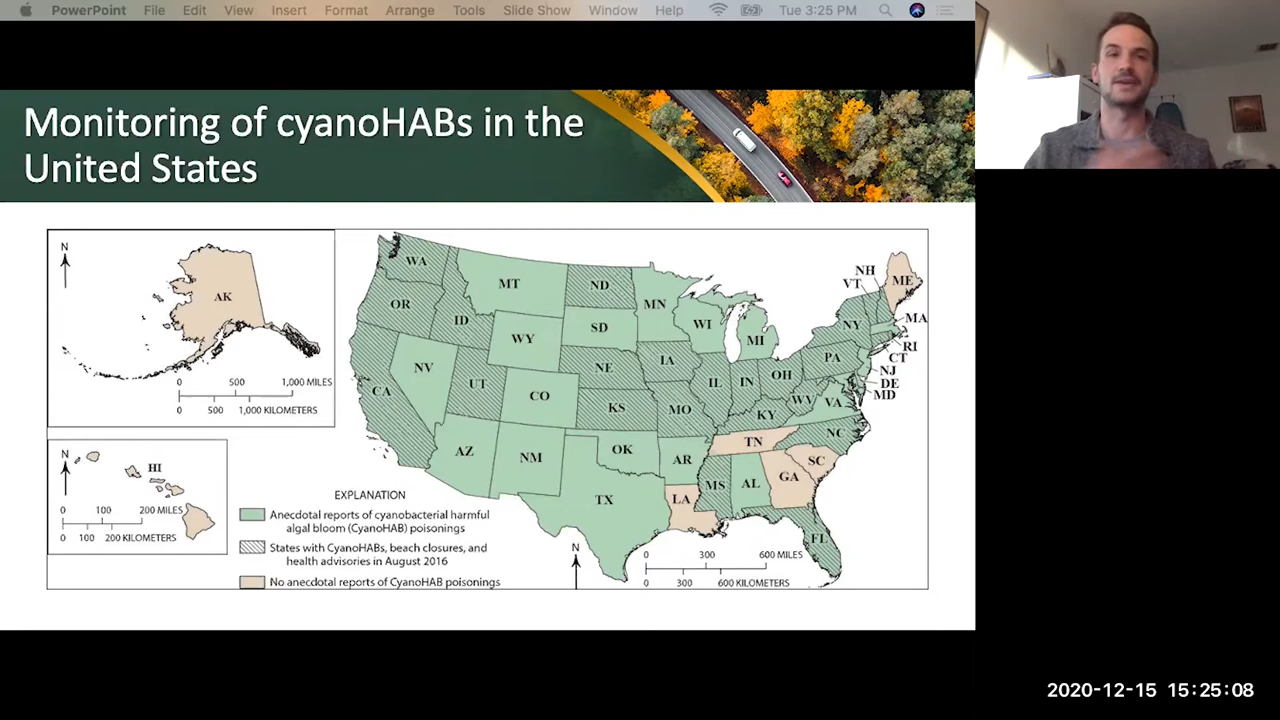 PowerPoint File Edit View Insert Format Arrange Tools Slide Show Window Help Tue 3:25 PM
Monitoring of cyanoHABs in the
United States
N
AK
0 500 1,000 MILES
0 500 1,000 KILOMETERS
N
HI
0 100 200 MILES
0 100 200 KILOMETERS
WA
MT
ND
MN
OR
ID
SD
WI
WY
MI
NV
UT
NE
IA
CO
CA
KS
MO
IL
IN
OH
PA
NY
VT
NH
ME
MA
RI
CT
NJ
DE
MD
WV
VA
KY
NC
TN
SC
AZ
NM
OK
AR
TX
LA
MS
AL
GA
FL
EXPLANATION
Anecdotal reports of cyanobacterial harmful
algal bloom (CyanoHAB) poisonings
States with CyanoHABs, beach closures, and
health advisories in August 2016
No anecdotal reports of CyanoHAB poisonings
N
0 300 600 MILES
0 300 600 KILOMETERS
2020-12-15 15:25:08